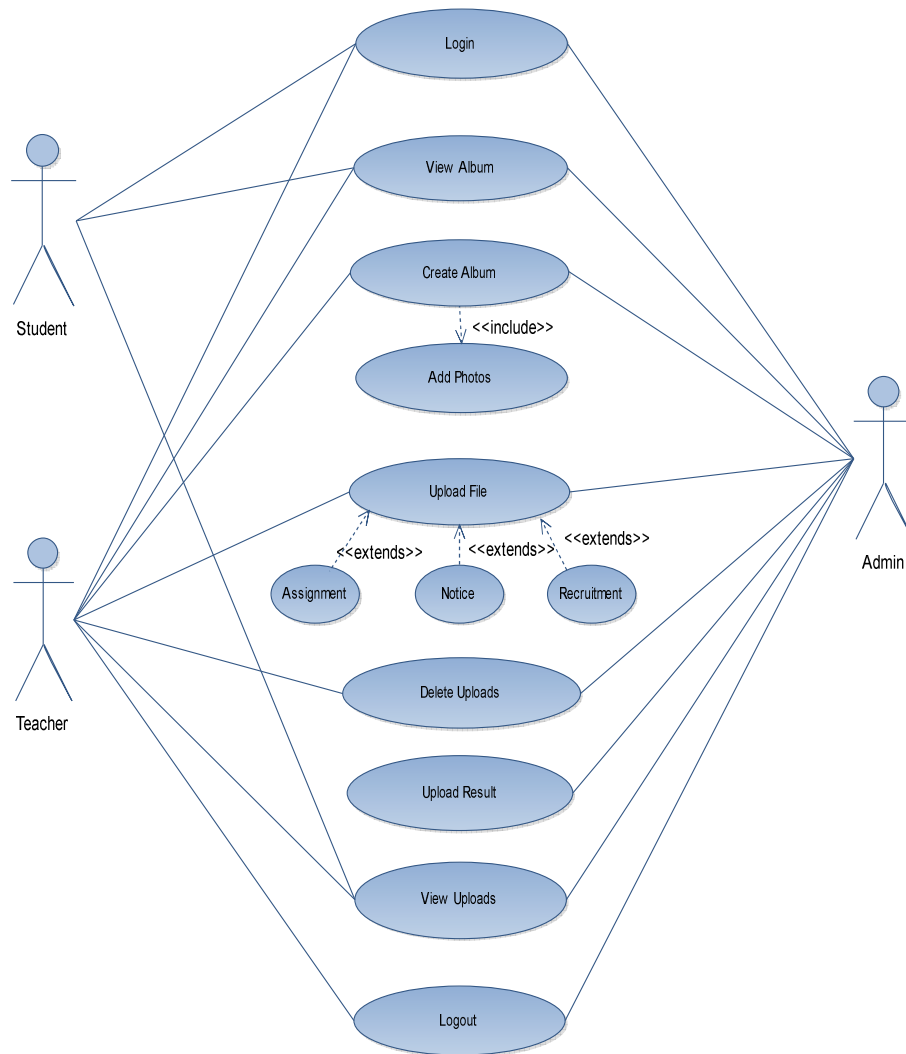 Login
View Album
Create Album
<<include>>
Student
Add Photos
Upload File
<<extends>>
<<extends>>
<<extends>>
Admin
Assignment
Notice
Recruitment
Delete Uploads
Teacher
Upload Result
View Uploads
Logout